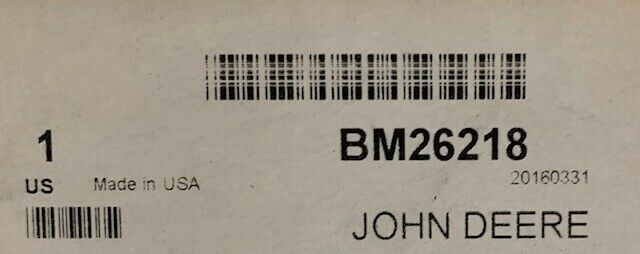 1 BM26218
US Made in USA 20160331
JOHN DEERE